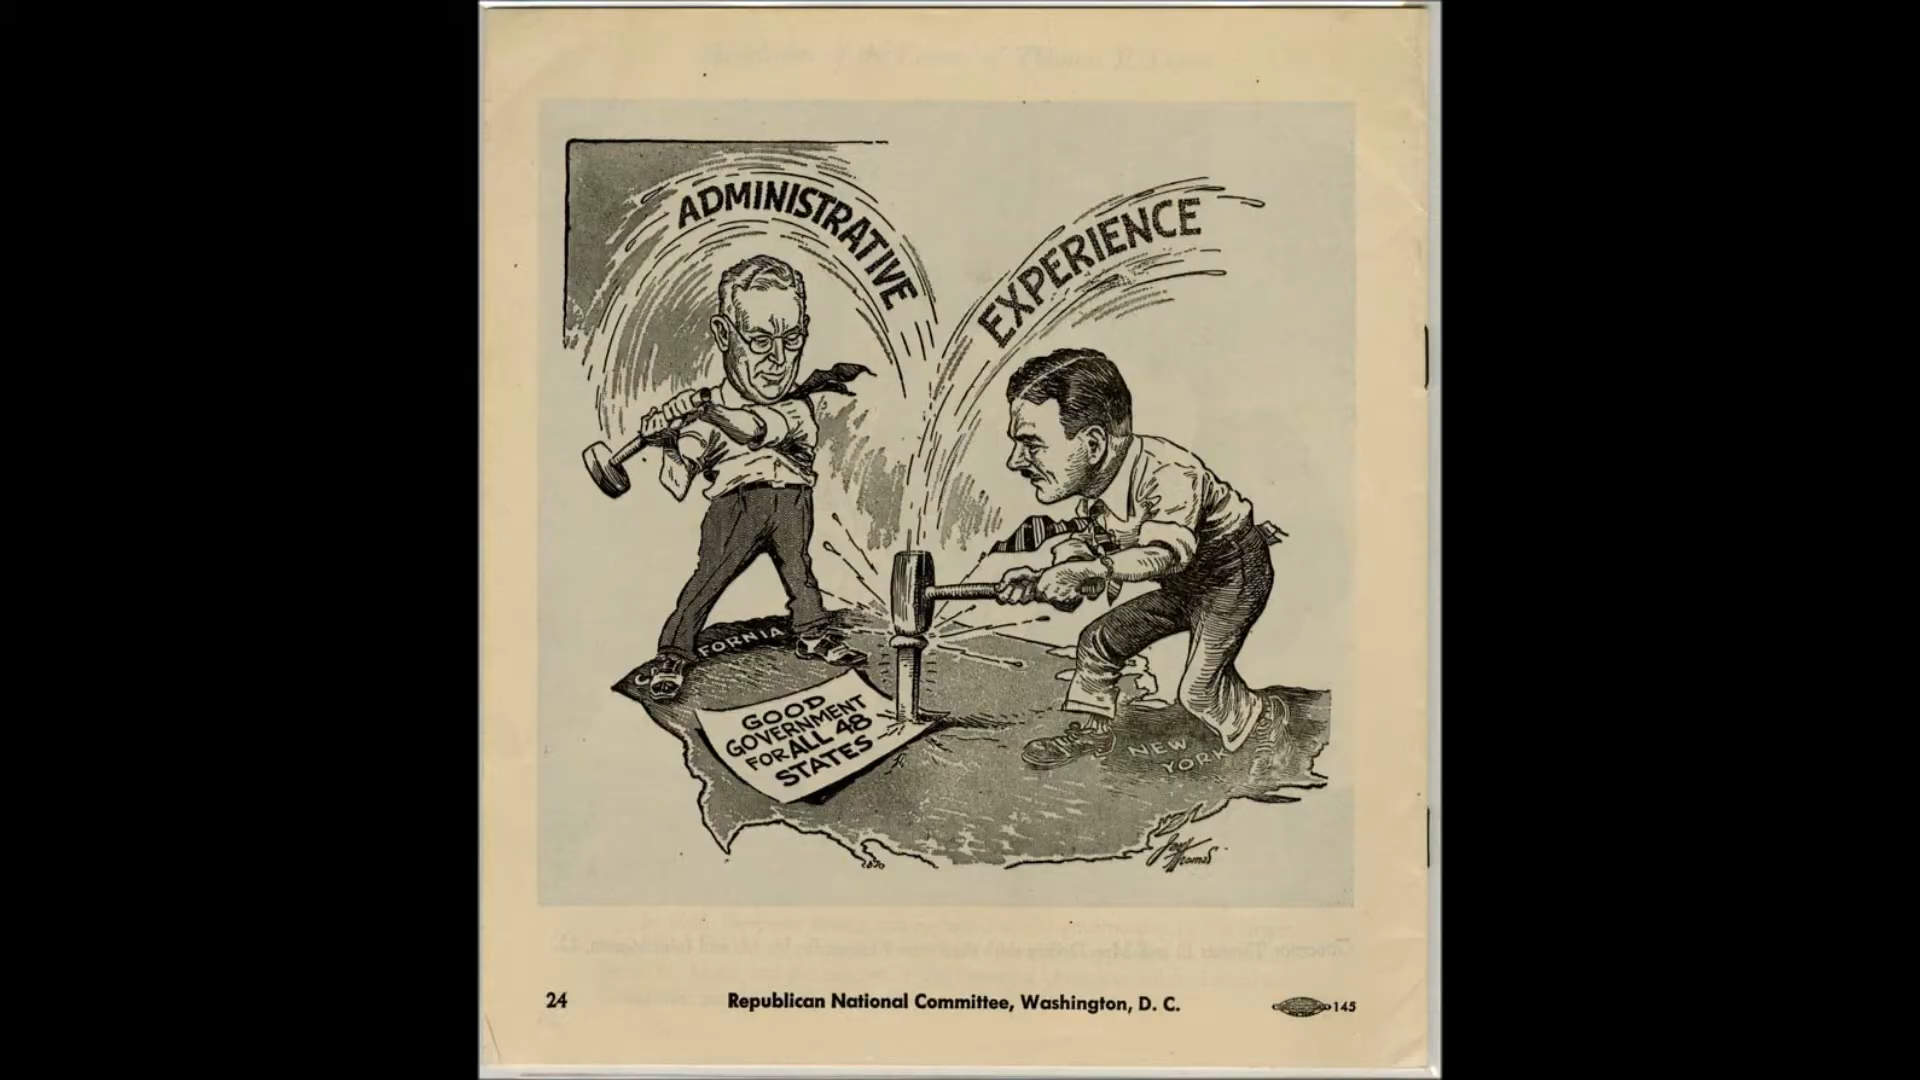 ADMINISTRATIVE
EXPERIENCE
FORNIA
GOOD
GOVERNMENT
FOR ALL 48
STATES
NEW
YORK
24
Republican National Committee, Washington, D. C.
145